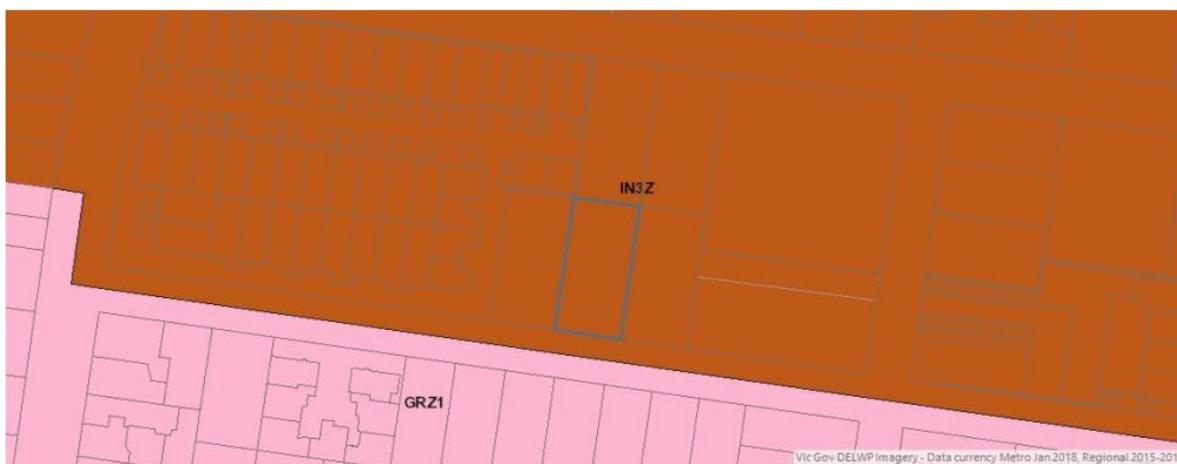 IN3Z
GRZ1
Vic Gov DELWP Imagery - Data currency Metro Jan 2018, Regional 2015-201